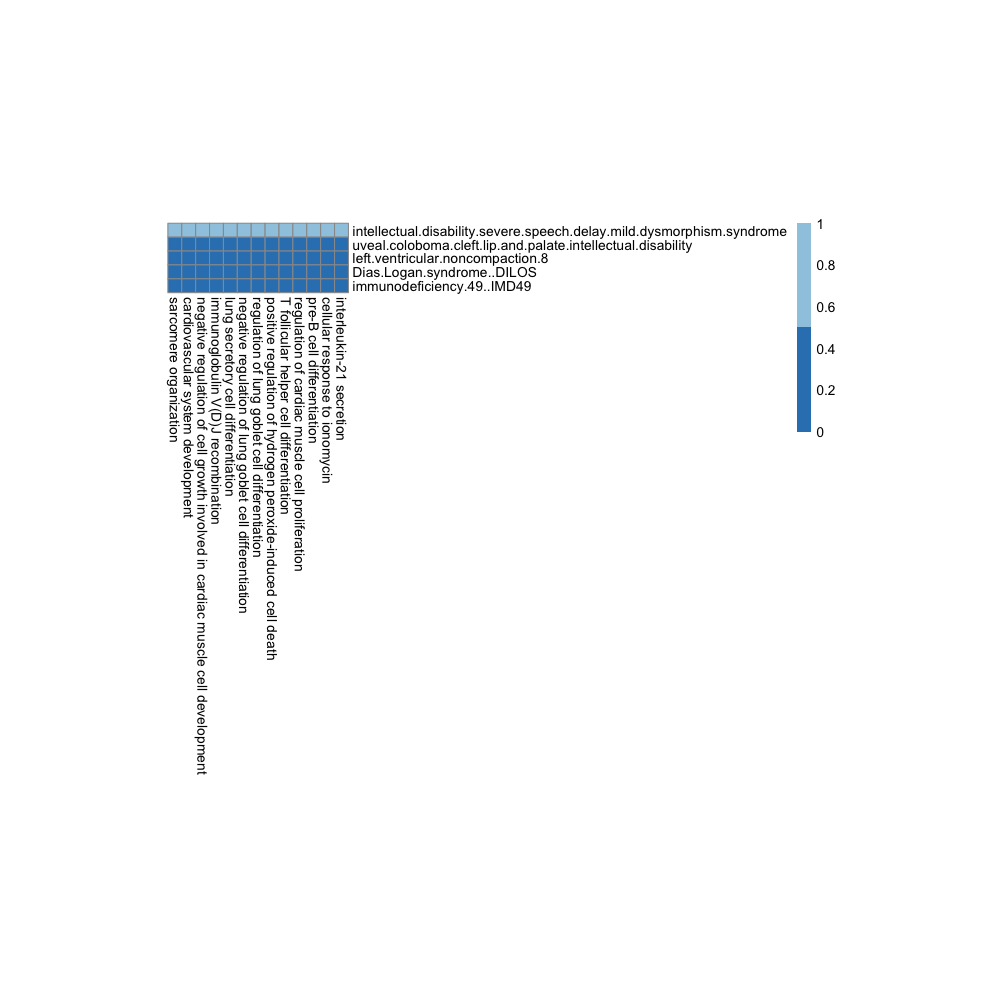 intellectual.disability.severe.speech.delay.mild.dysmorphism.syndrome
uveal.coloboma.cleft.lip.and.palate.intellectual.disability
left.ventricular.noncompaction.8
Dias.Logan.syndrome..DILOS
immunodeficiency.49..IMD49
sarcomere organization
cardiovascular system development
negative regulation of cell growth involved in cardiac muscle cell development
immunoglobulin V(D)J recombination
lung secretory cell differentiation
negative regulation of lung goblet cell differentiation
regulation of lung goblet cell differentiation
positive regulation of hydrogen peroxide-induced cell death
T follicular helper cell differentiation
regulation of cardiac muscle cell proliferation
pre-B cell differentiation
cellular response to ionomycin
interleukin-21 secretion
1
0.8
0.6
0.4
0.2
0